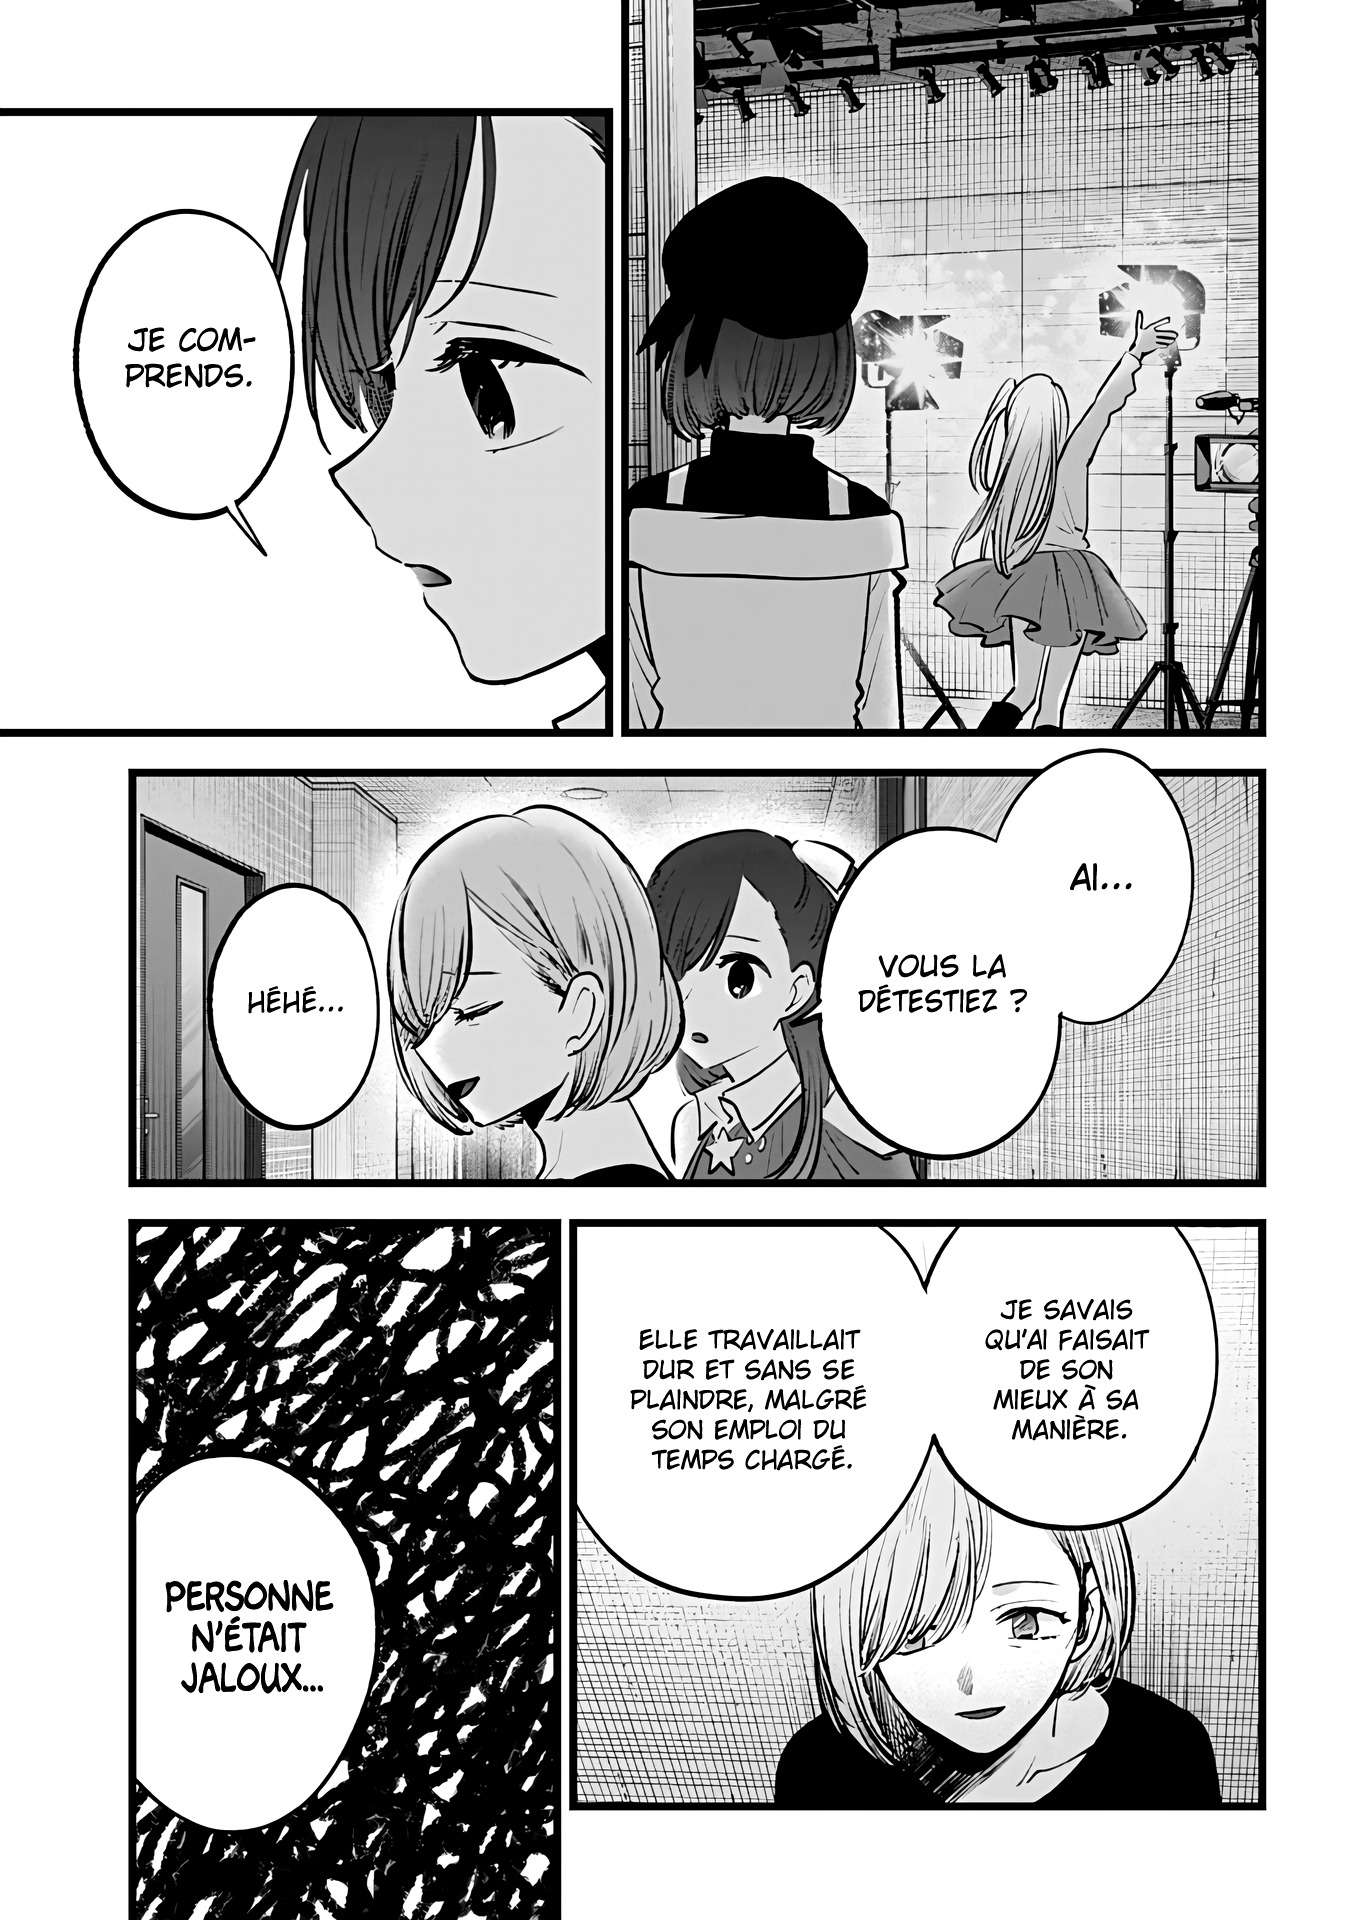 JE COM-
PRENDS.
AI...
VOUS LA
DÉTESTIEZ ?
HÉHÉ...
JE SAVAIS
QU'AI FAISAIT
DE SON
MIEUX À SA
MANIÈRE.
ELLE TRAVAILLAIT
DUR ET SANS SE
PLAINDRE, MALGRÉ
SON EMPLOI DU
TEMPS CHARGÉ.
PERSONNE
N'ÉTAIT
JALOUX...